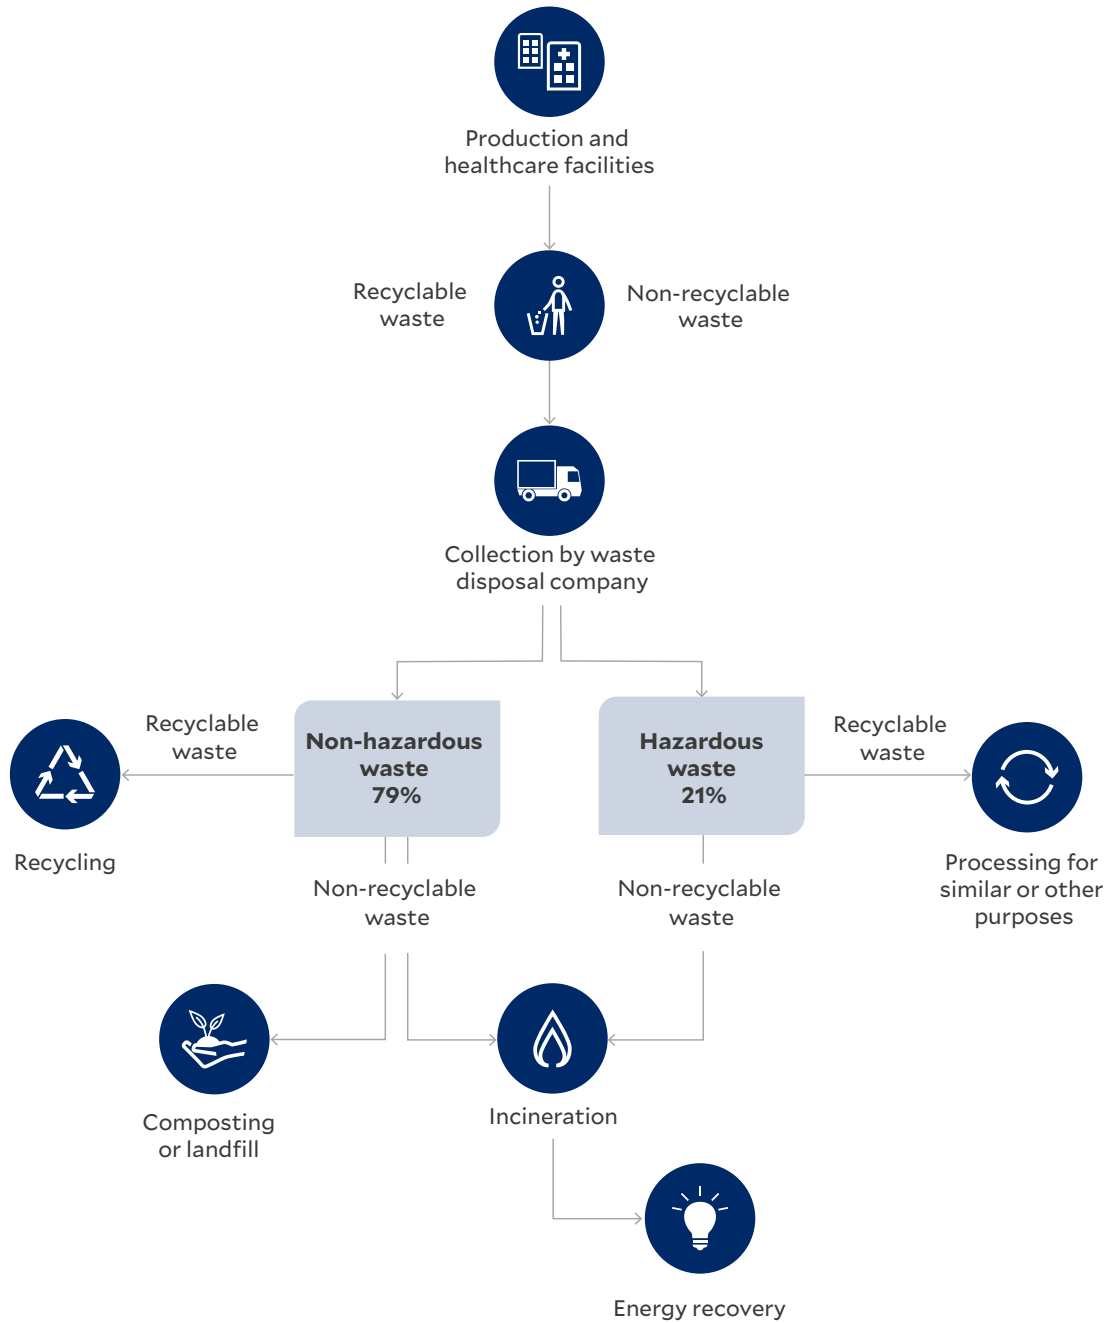 Production and
healthcare facilities
Recyclable
waste
Non-recyclable
waste
Collection by waste
disposal company
Recyclable
waste
Non-hazardous
waste
79%
Hazardous
waste
21%
Recyclable
waste
Recycling
Processing for
similar or other
purposes
Non-recyclable
waste
Non-recyclable
waste
Composting
or landfill
Incineration
Energy recovery